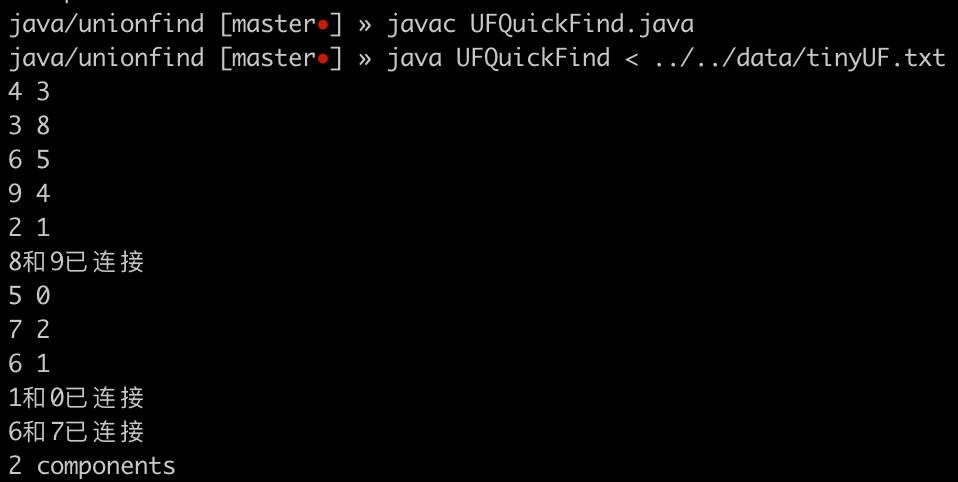 java/unionfind [master●] » javac UFQuickFind.java
java/unionfind [master●] » java UFQuickFind < ../../data/tinyUF.txt
4 3
3 8
6 5
9 4
2 1
8和9已连接
5 0
7 2
6 1
1和0已连接
6和7已连接
2 components